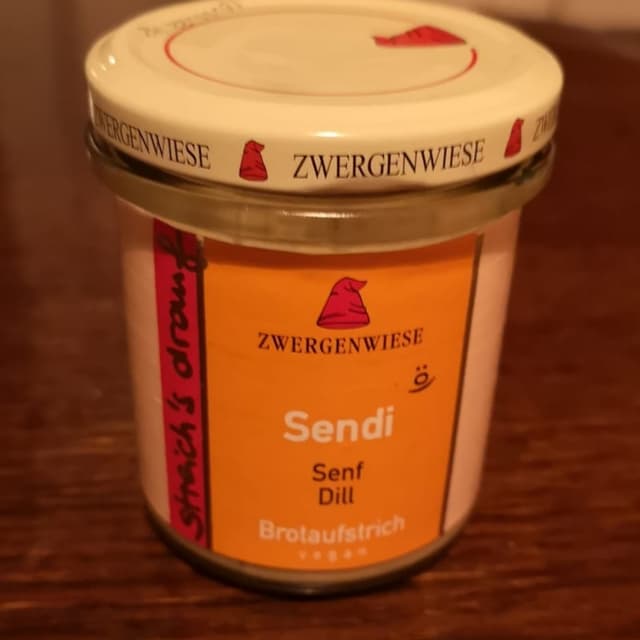 ZWERGENWIESE
ZWERGENWIESE
streich's drauf
ZWERGENWIESE
Sendi
Senf
Dill
Brotaufstrich
vegan